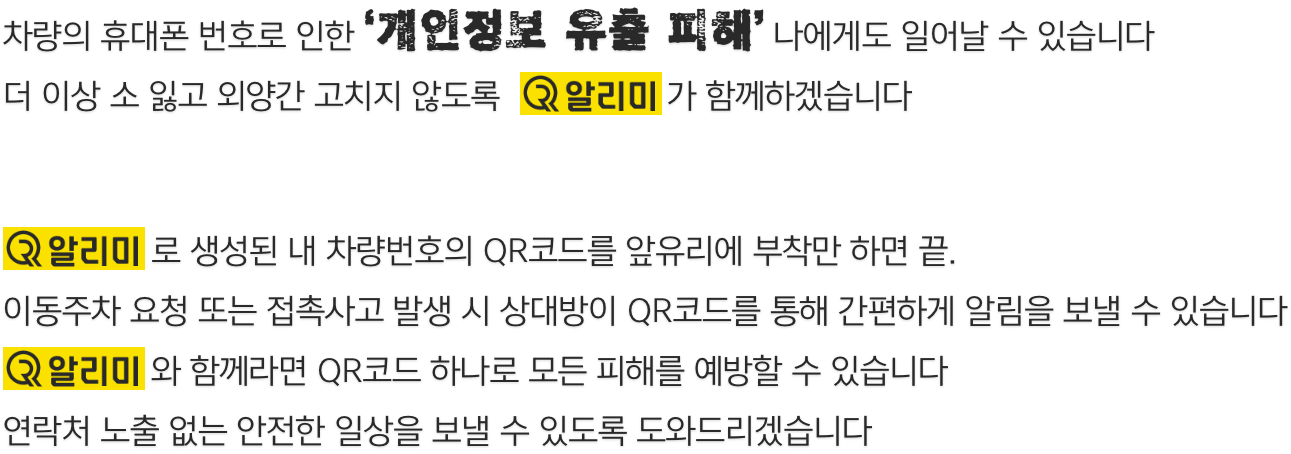 차량의 휴대폰 번호로 인한 ‘개인정보 유출 피해’ 나에게도 일어날 수 있습니다
더 이상 소 잃고 외양간 고치지 않도록 QR알리미가 함께하겠습니다
QR알리미로 생성된 내 차량번호의 QR코드를 앞유리에 부착만 하면 끝.
이동주차 요청 또는 접촉사고 발생 시 상대방이 QR코드를 통해 간편하게 알림을 보낼 수 있습니다
QR알리미와 함께라면 QR코드 하나로 모든 피해를 예방할 수 있습니다
연락처 노출 없는 안전한 일상을 보낼 수 있도록 도와드리겠습니다